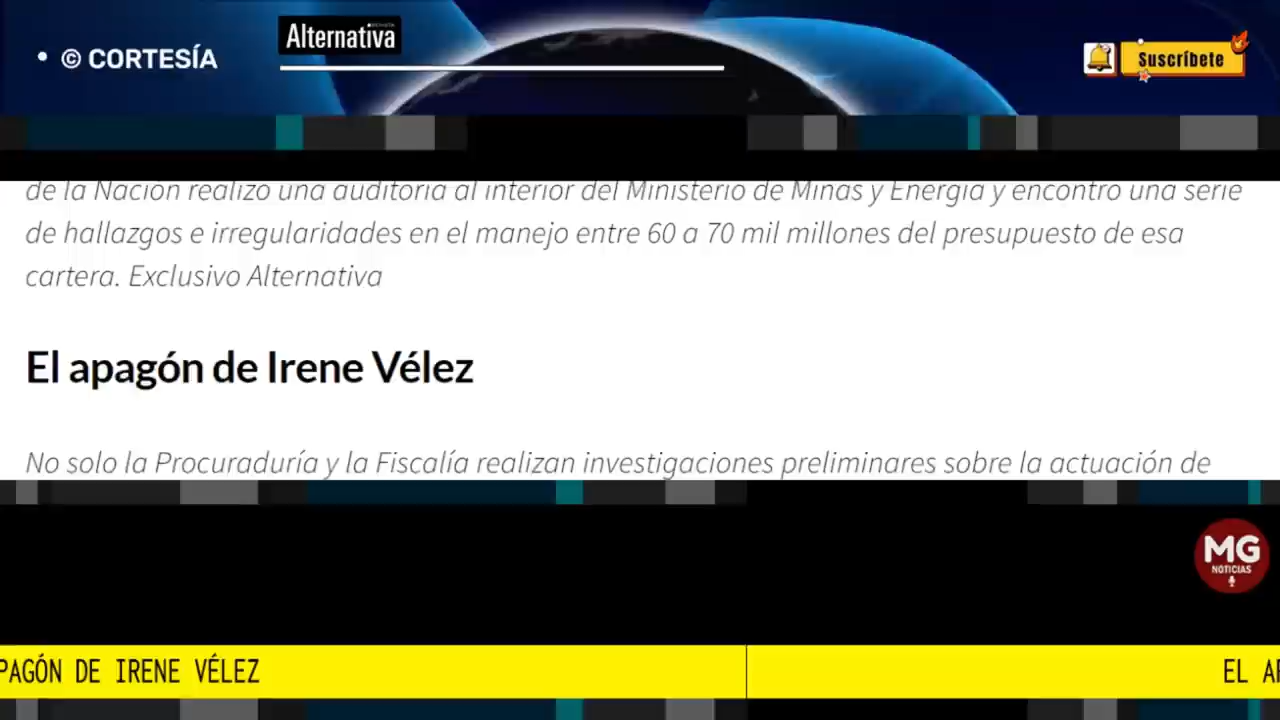 • © CORTESÍA
REVISTA
Alternativa
Suscríbete
de la Nación realizó una auditoría al interior del Ministerio de Minas y Energía y encontró una serie
de hallazgos e irregularidades en el manejo entre 60 a 70 mil millones del presupuesto de esa
cartera. Exclusivo Alternativa
El apagón de Irene Vélez
No solo la Procuraduría y la Fiscalía realizan investigaciones preliminares sobre la actuación de
MG
NOTICIAS
PAGÓN DE IRENE VÉLEZ
EL AP